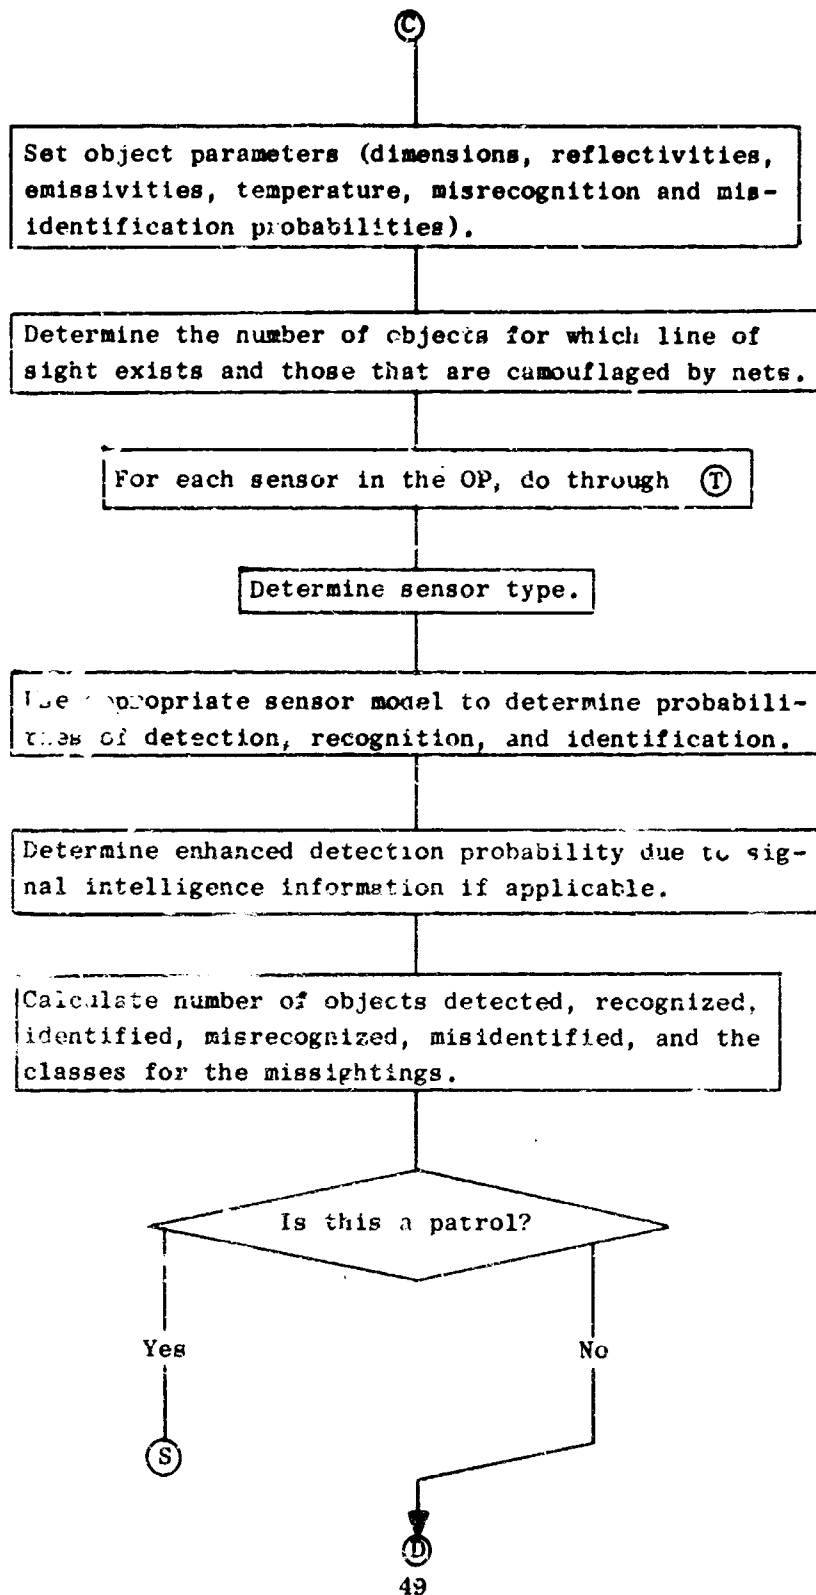 C
Set object parameters (dimensions, reflectivities,
emissivities, temperature, misrecognition and mis-
identification probabilities).
Determine the number of objects for which line of
sight exists and those that are camouflaged by nets.
For each sensor in the OP, do through T
Determine sensor type.
sensor model to determine probabili-
of detection, recognition, and identification.
Determine enhanced detection probability due to sig-
nal intelligence information if applicable.
Calculate number of objects detected, recognized,
identified, misrecognized, misidentified, and the
classes for the missightings.
Is this a patrol?
Yes
No
S
D
49